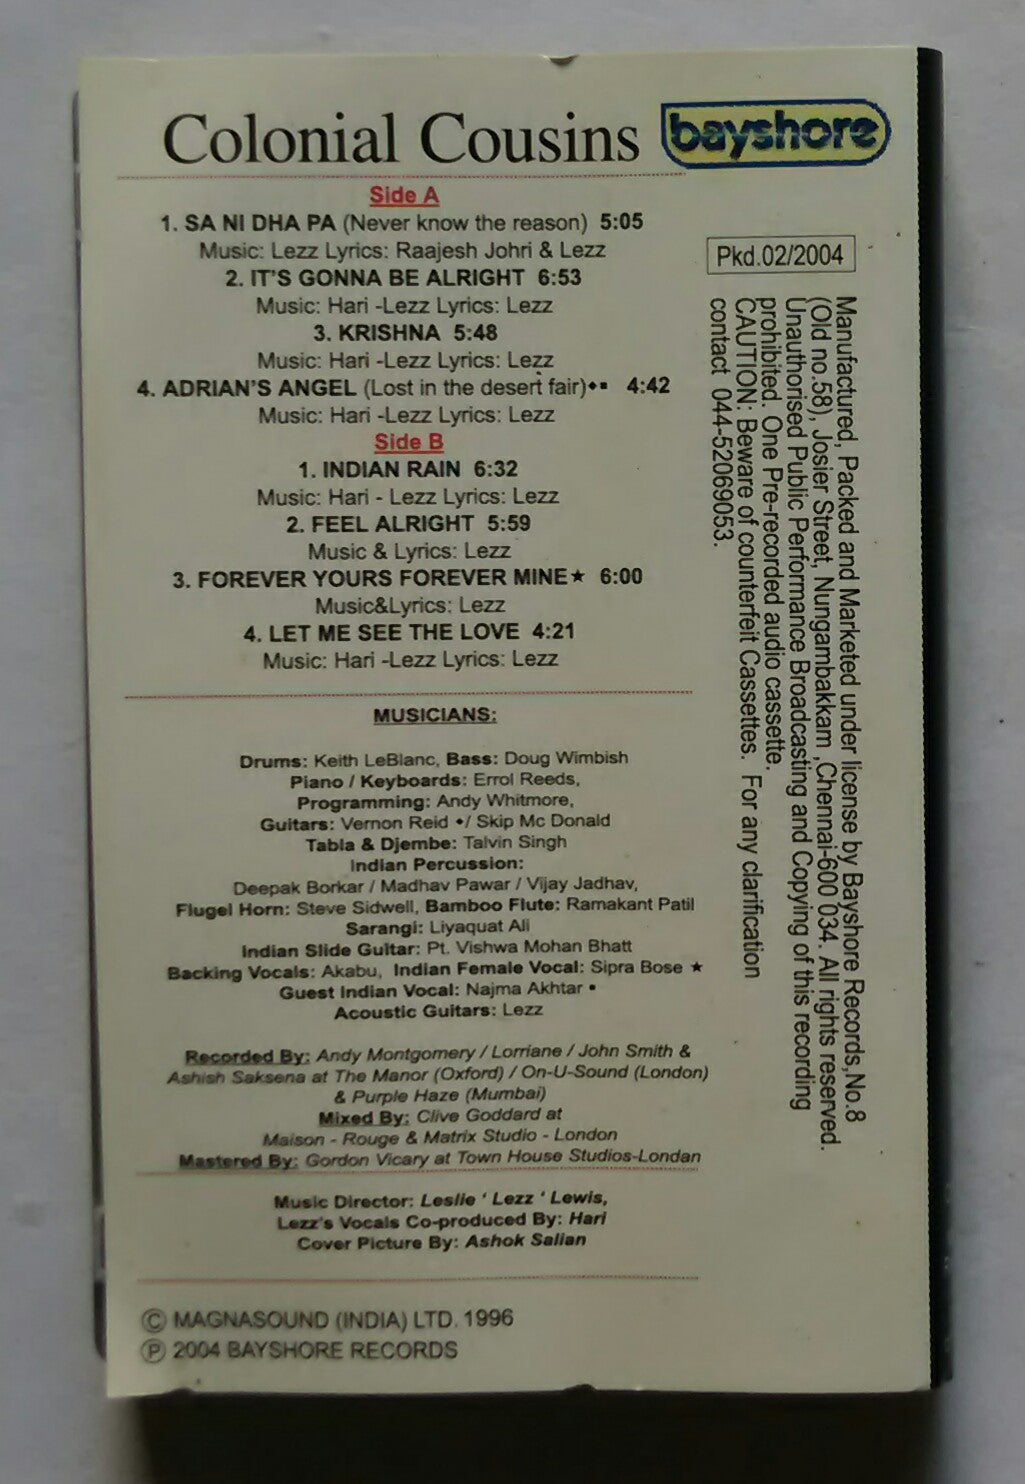 Colonial Cousins
bayshore
Side A
1. SA NI DHA PA (Never know the reason) 5:05
Music: Lezz Lyrics: Raajesh Johri & Lezz
2. IT'S GONNA BE ALRIGHT 6:53
Music: Hari -Lezz Lyrics: Lezz
3. KRISHNA 5:48
Music: Hari -Lezz Lyrics: Lezz
4. ADRIAN'S ANGEL (Lost in the desert fair)◆▪ 4:42
Music: Hari -Lezz Lyrics: Lezz
Side B
1. INDIAN RAIN 6:32
Music: Hari - Lezz Lyrics: Lezz
2. FEEL ALRIGHT 5:59
Music & Lyrics: Lezz
3. FOREVER YOURS FOREVER MINE★ 6:00
Music&Lyrics: Lezz
4. LET ME SEE THE LOVE 4:21
Music: Hari -Lezz Lyrics: Lezz
MUSICIANS:
Drums: Keith LeBlanc, Bass: Doug Wimbish
Piano / Keyboards: Errol Reeds,
Programming: Andy Whitmore,
Guitars: Vernon Reid ◆/ Skip Mc Donald
Tabla & Djembe: Talvin Singh
Indian Percussion:
Deepak Borkar / Madhav Pawar / Vijay Jadhav,
Flugel Horn: Steve Sidwell, Bamboo Flute: Ramakant Patil
Sarangi: Liyaquat Ali
Indian Slide Guitar: Pt. Vishwa Mohan Bhatt
Backing Vocals: Akabu, Indian Female Vocal: Sipra Bose ★
Guest Indian Vocal: Najma Akhtar ▪
Acoustic Guitars: Lezz
Recorded By: Andy Montgomery / Lorriane / John Smith &
Ashish Saksena at The Manor (Oxford) / On-U-Sound (London)
& Purple Haze (Mumbai)
Mixed By: Clive Goddard at
Maison - Rouge & Matrix Studio - London
Mastered By: Gordon Vicary at Town House Studios-Londan
Music Director: Leslie ' Lezz ' Lewis,
Lezz's Vocals Co-produced By: Hari
Cover Picture By: Ashok Salian
© MAGNASOUND (INDIA) LTD. 1996
℗ 2004 BAYSHORE RECORDS
Pkd.02/2004
Manufactured, Packed and Marketed under license by Bayshore Records,No.8
(Old no.58), Josier Street, Nungambakkam ,Chennai-600 034. All rights reserved.
Unauthorised Public Performance Broadcasting and Copying of this recording
prohibited. One Pre-recorded audio cassette.
CAUTION: Beware of counterfeit Cassettes. For any clarification
contact 044-52069053.